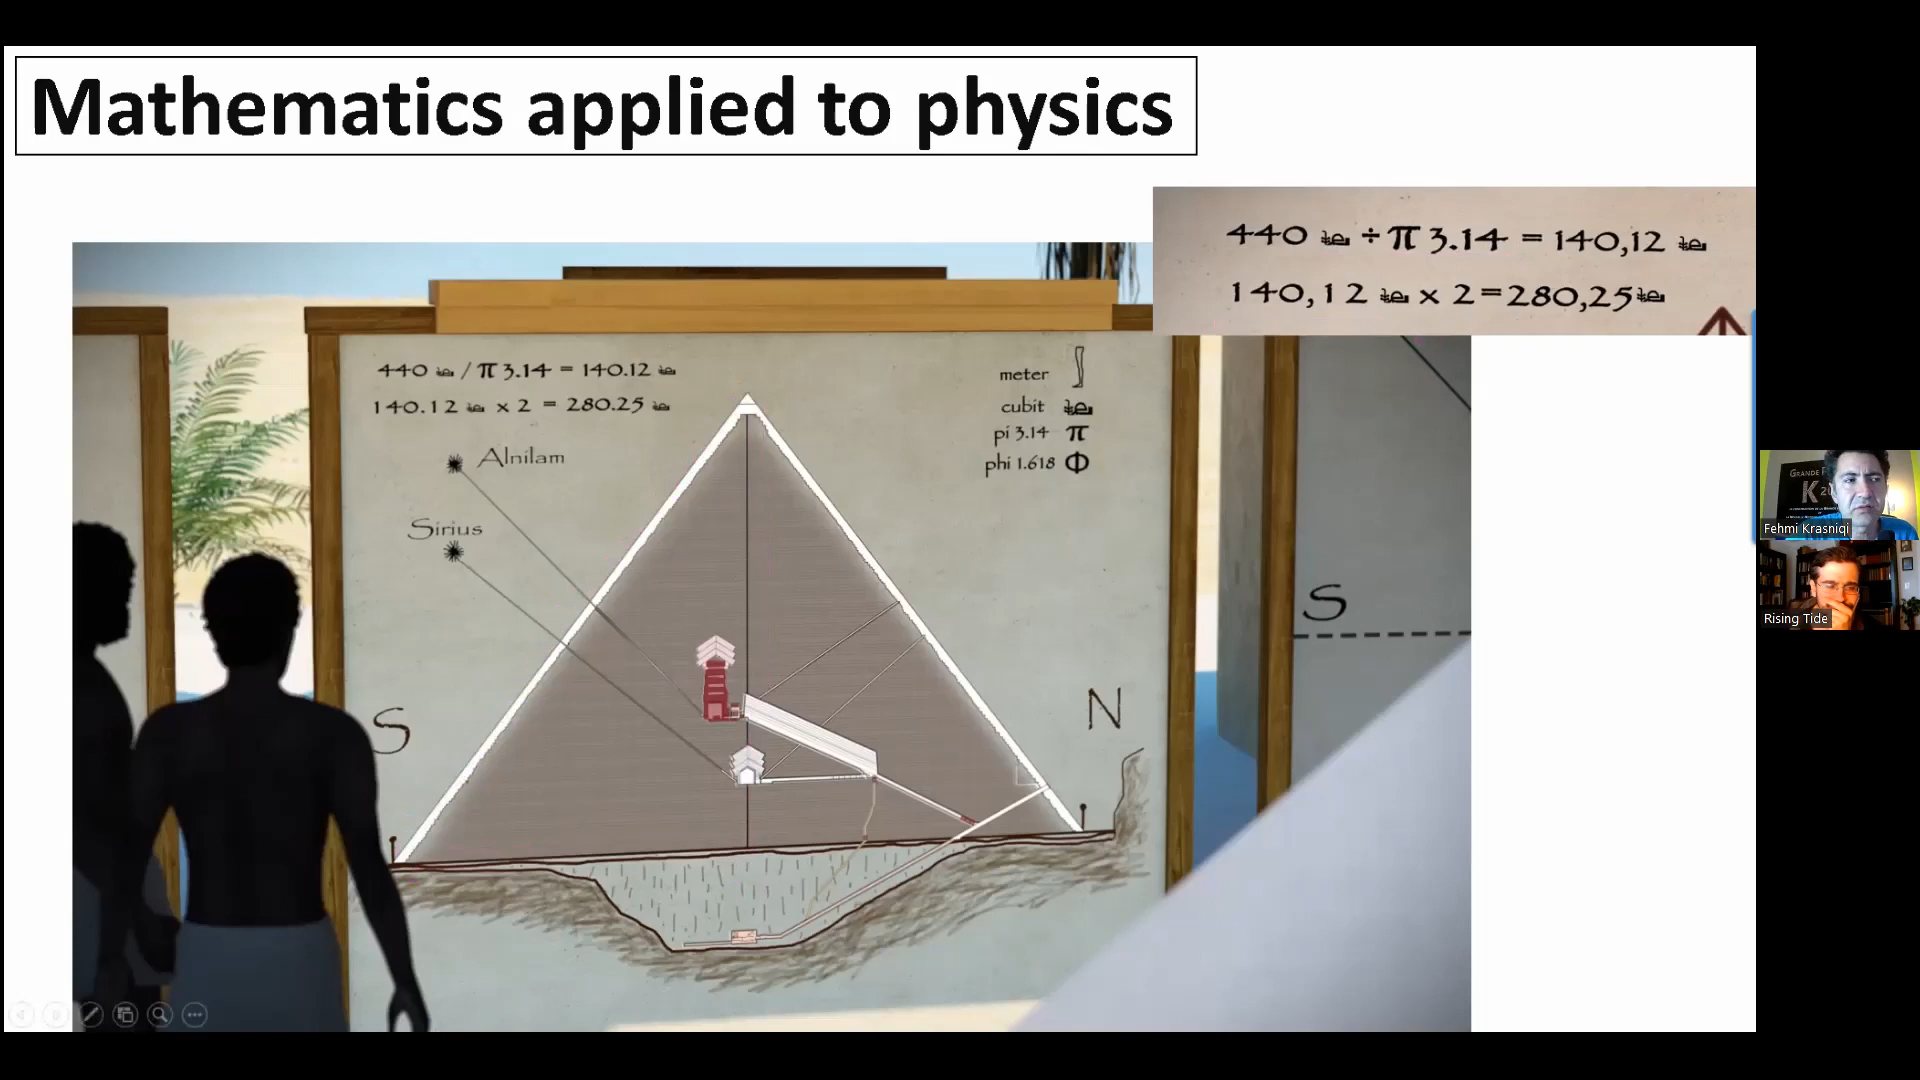 Mathematics applied to physics
440 ÷ π 3.14 = 140,12
140,12 x 2 = 280,25
440 / π 3.14 = 140.12
140.12 x 2 = 280.25
meter
cubit
pi 3.14 π
phi 1.618 Φ
Alnilam
Sirius
S
N
S
GRANDE
K 20
Fehmi Krasniqi
Rising Tide